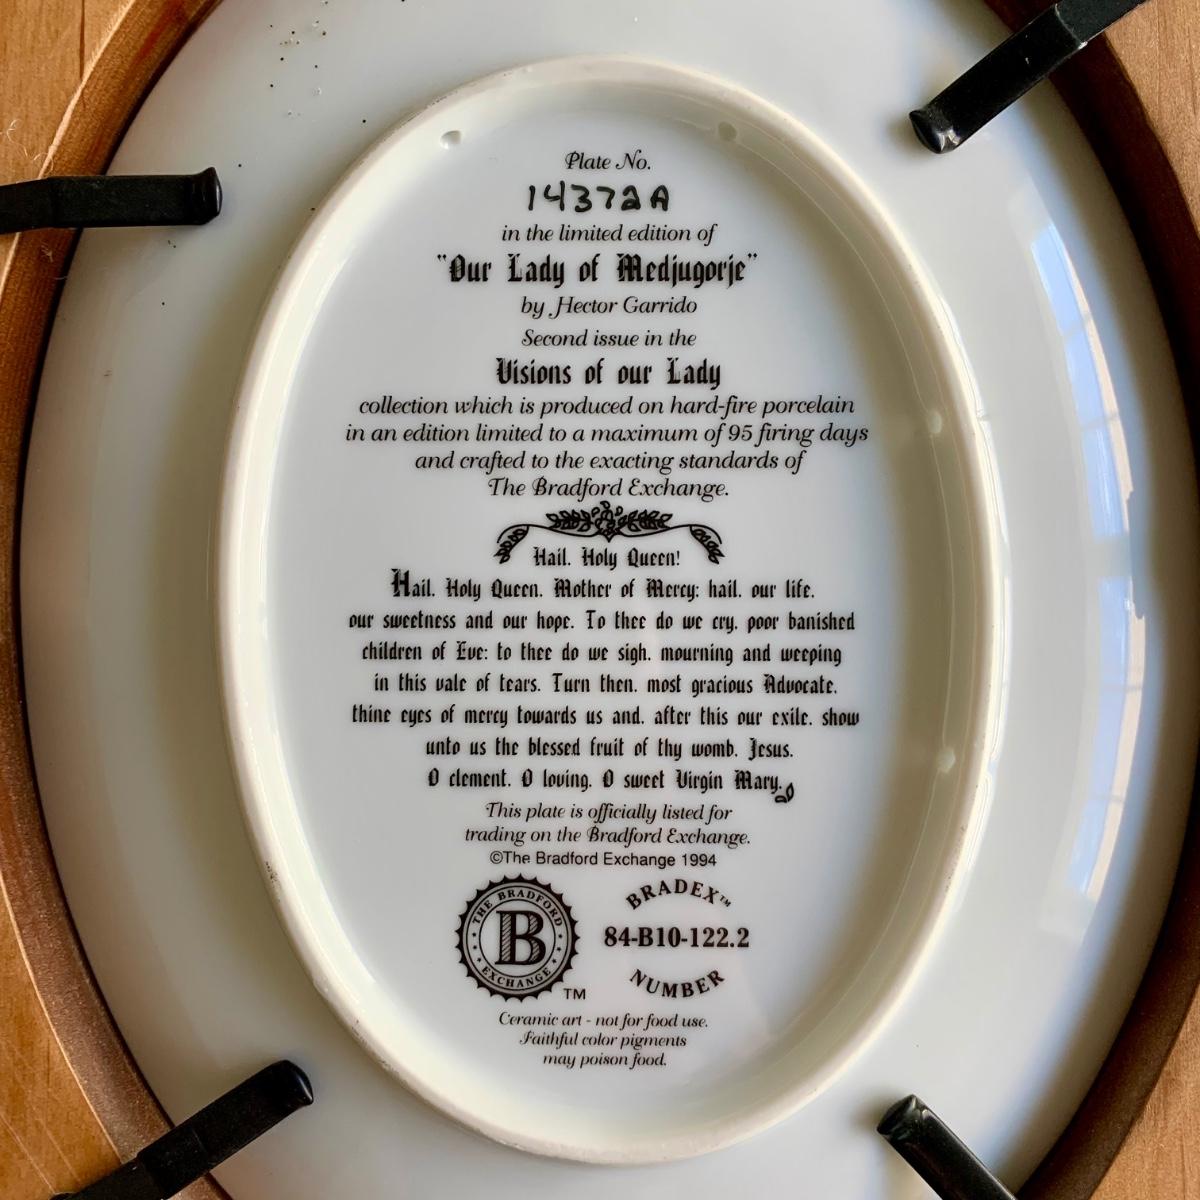 Plate No.
14372A
in the limited edition of
"Our Lady of Medjugorje"
by Hector Garrido
Second issue in the
Visions of our Lady
collection which is produced on hard-fire porcelain
in an edition limited to a maximum of 95 firing days
and crafted to the exacting standards of
The Bradford Exchange.
Hail, Holy Queen!
Hail, Holy Queen, Mother of Mercy; hail, our life,
our sweetness and our hope. To thee do we cry, poor banished
children of Eve; to thee do we sigh, mourning and weeping
in this vale of tears. Turn then, most gracious Advocate,
thine eyes of mercy towards us and, after this our exile, show
unto us the blessed fruit of thy womb, Jesus.
O clement, O loving, O sweet Virgin Mary.
This plate is officially listed for
trading on the Bradford Exchange.
©The Bradford Exchange 1994
THE BRADFORD
B
EXCHANGE
TM
BRADEX™
84-B10-122.2
NUMBER
Ceramic art - not for food use.
Faithful color pigments
may poison food.